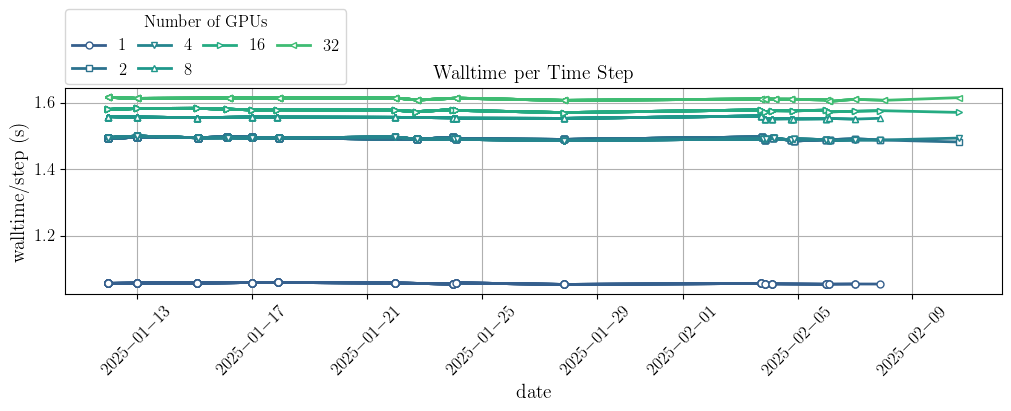 Number of GPUs
1 4 16 32
2 8
Walltime per Time Step
walltime/step (s)
1.6
1.4
1.2
2025−01−13 2025−01−17 2025−01−21 2025−01−25 2025−01−29 2025−02−01 2025−02−05 2025−02−09
date